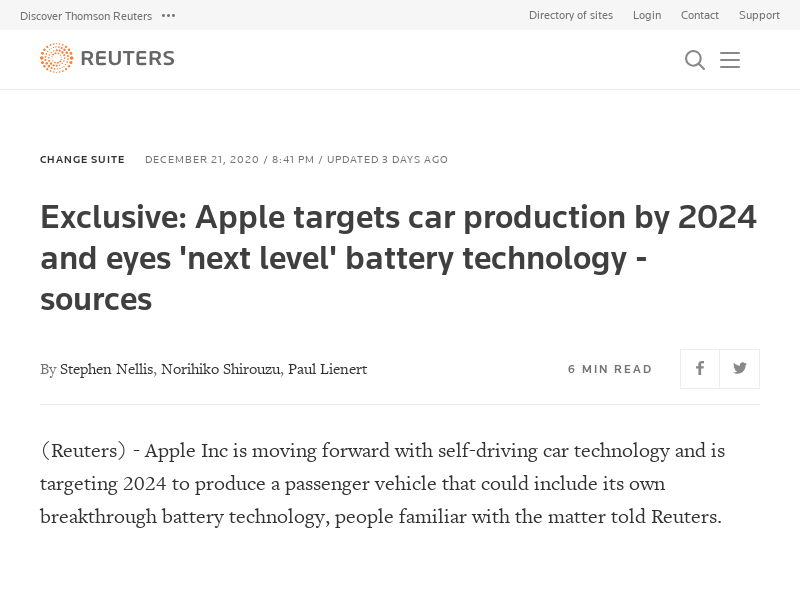 Discover Thomson Reuters
Directory of sites Login Contact Support
REUTERS
CHANGE SUITE DECEMBER 21, 2020 / 8:41 PM / UPDATED 3 DAYS AGO
Exclusive: Apple targets car production by 2024
and eyes 'next level' battery technology -
sources
By Stephen Nellis, Norihiko Shirouzu, Paul Lienert
6 MIN READ
(Reuters) - Apple Inc is moving forward with self-driving car technology and is
targeting 2024 to produce a passenger vehicle that could include its own
breakthrough battery technology, people familiar with the matter told Reuters.